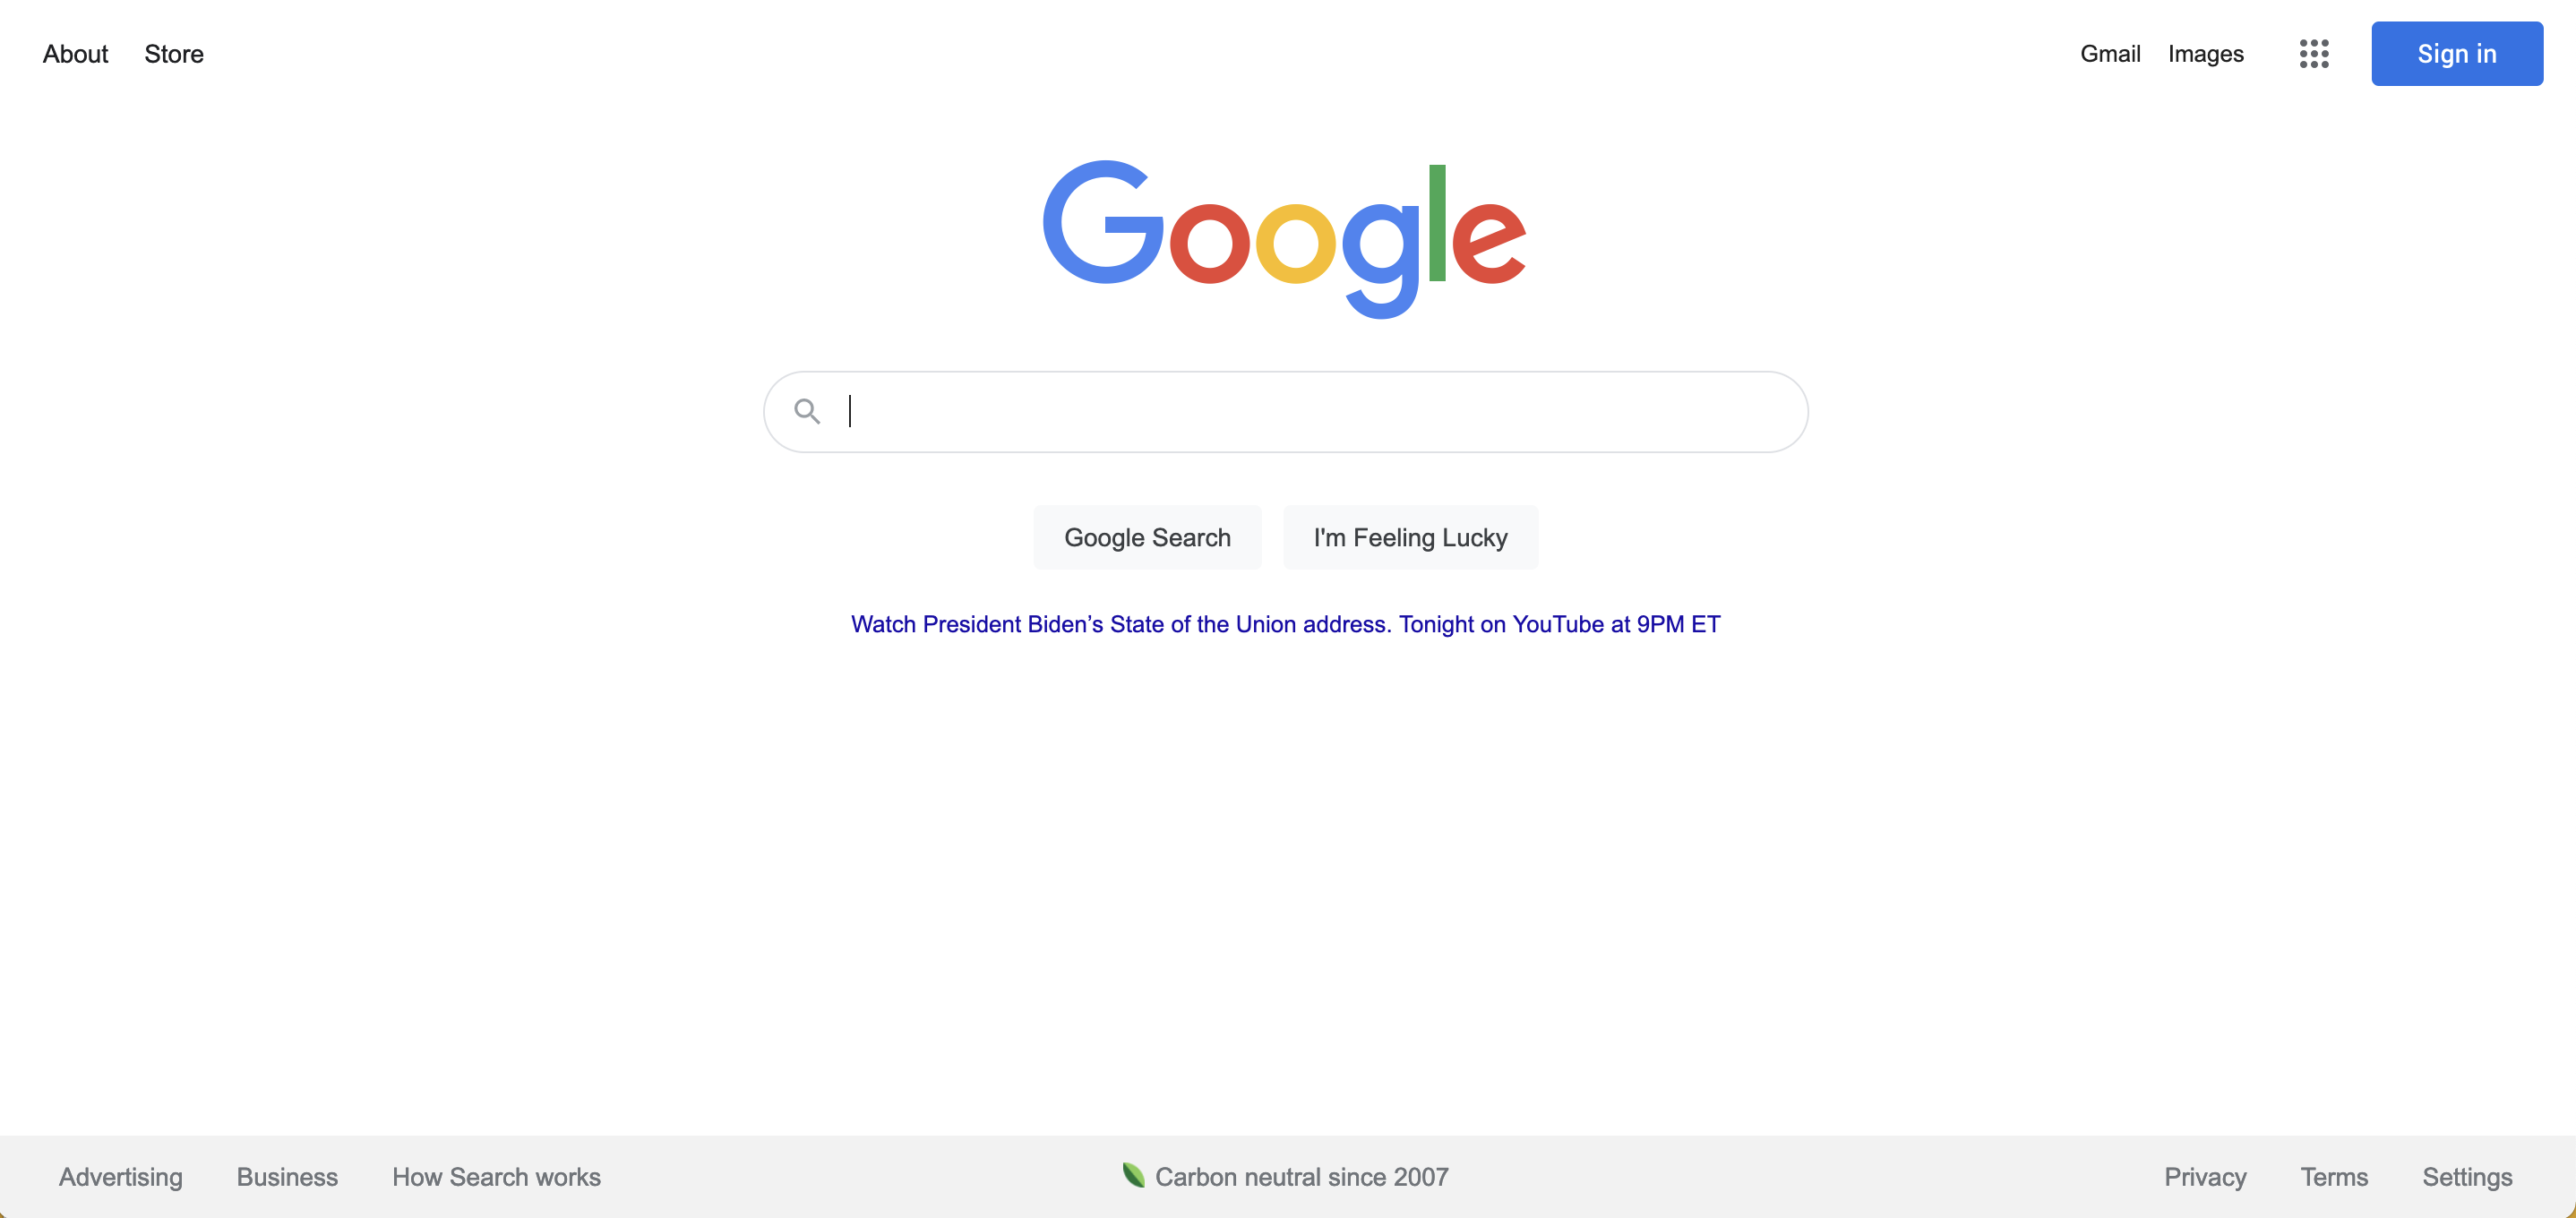 About Store Gmail Images Sign in
Google
Google Search I'm Feeling Lucky
Watch President Biden’s State of the Union address. Tonight on YouTube at 9PM ET
Advertising Business How Search works Carbon neutral since 2007 Privacy Terms Settings